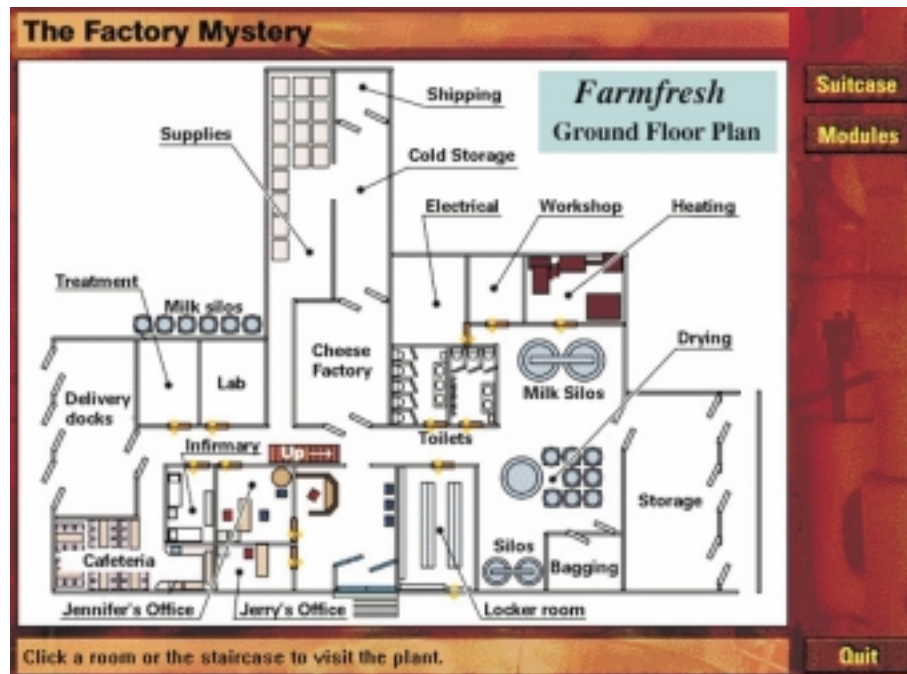 The Factory Mystery
Suitcase
Modules
Farmfresh
Ground Floor Plan
Shipping
Supplies
Cold Storage
Electrical
Workshop
Heating
Treatment
Milk silos
Drying
Cheese
Factory
Milk Silos
Lab
Delivery
docks
Infirmary
Toilets
Up
Storage
Silos
Cafeteria
Bagging
Jennifer's Office
Jerry's Office
Locker room
Click a room or the staircase to visit the plant.
Quit